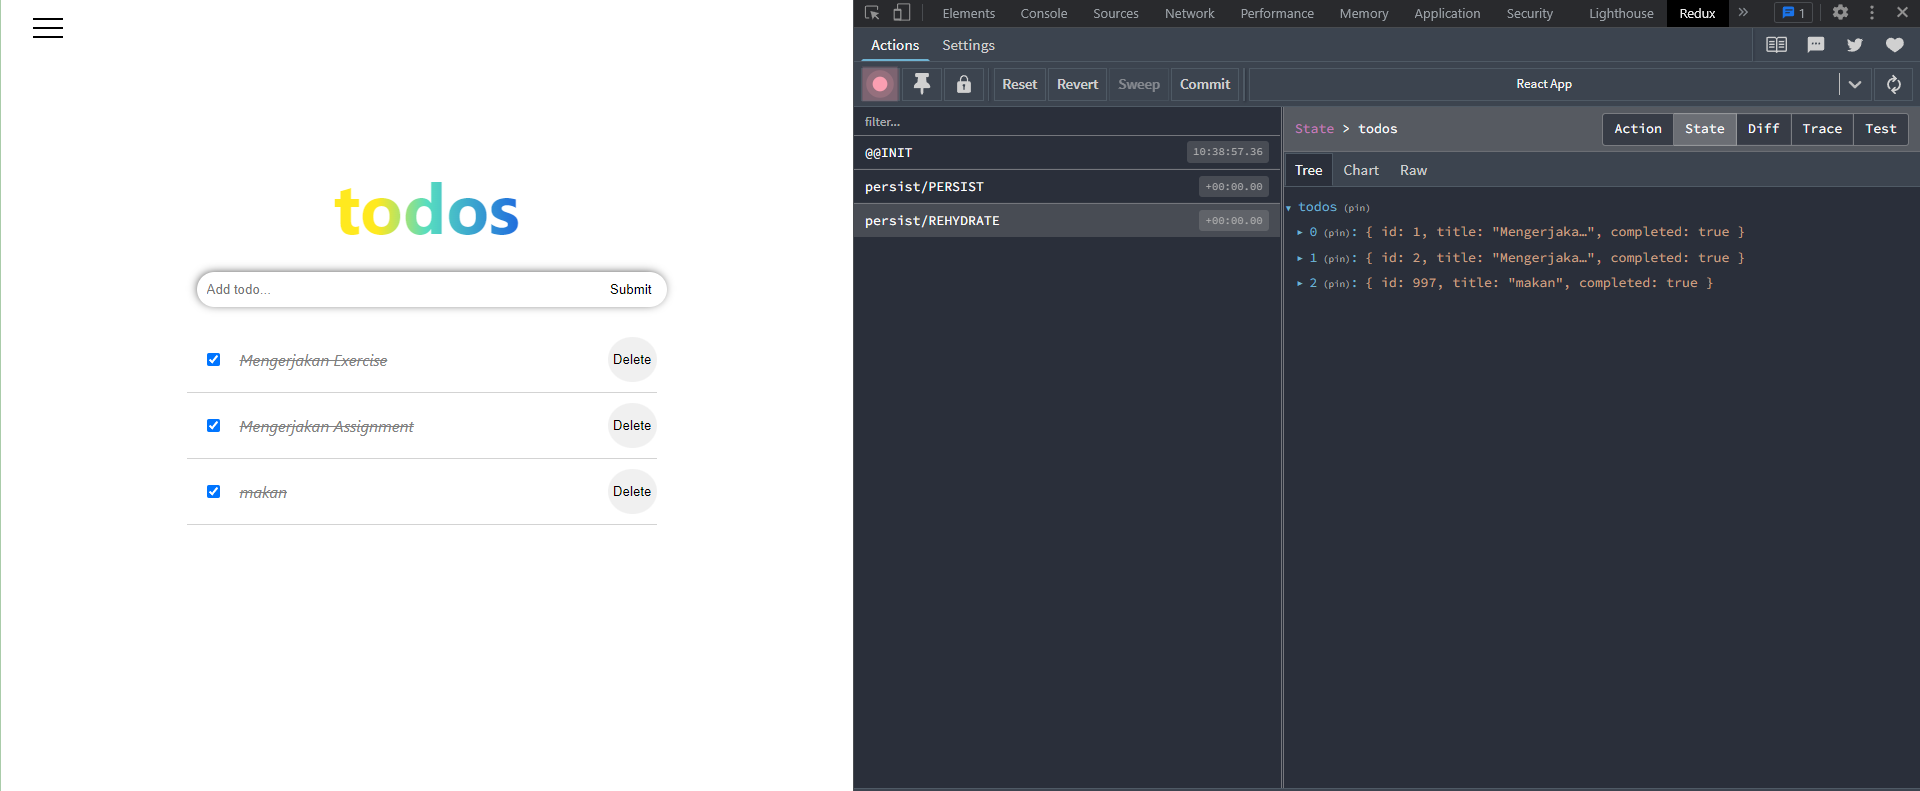 todos
Add todo...
Submit
Mengerjakan Exercise
Delete
Mengerjakan Assignment
Delete
makan
Delete
Elements Console Sources Network Performance Memory Application Security Lighthouse Redux » 1
Actions Settings
Reset Revert Sweep Commit React App
filter...
@@INIT 10:38:57.36
persist/PERSIST +00:00.00
persist/REHYDRATE +00:00.00
State > todos Action State Diff Trace Test
Tree Chart Raw
todos (pin)
0 (pin): { id: 1, title: "Mengerjaka…", completed: true }
1 (pin): { id: 2, title: "Mengerjaka…", completed: true }
2 (pin): { id: 997, title: "makan", completed: true }